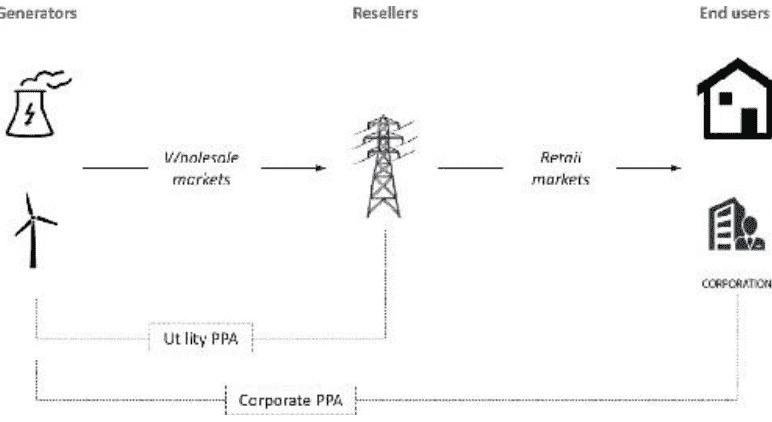 Generators
Resellers
End users
Wholesale
markets
Retail
markets
CORPORATION
Utility PPA
Corporate PPA